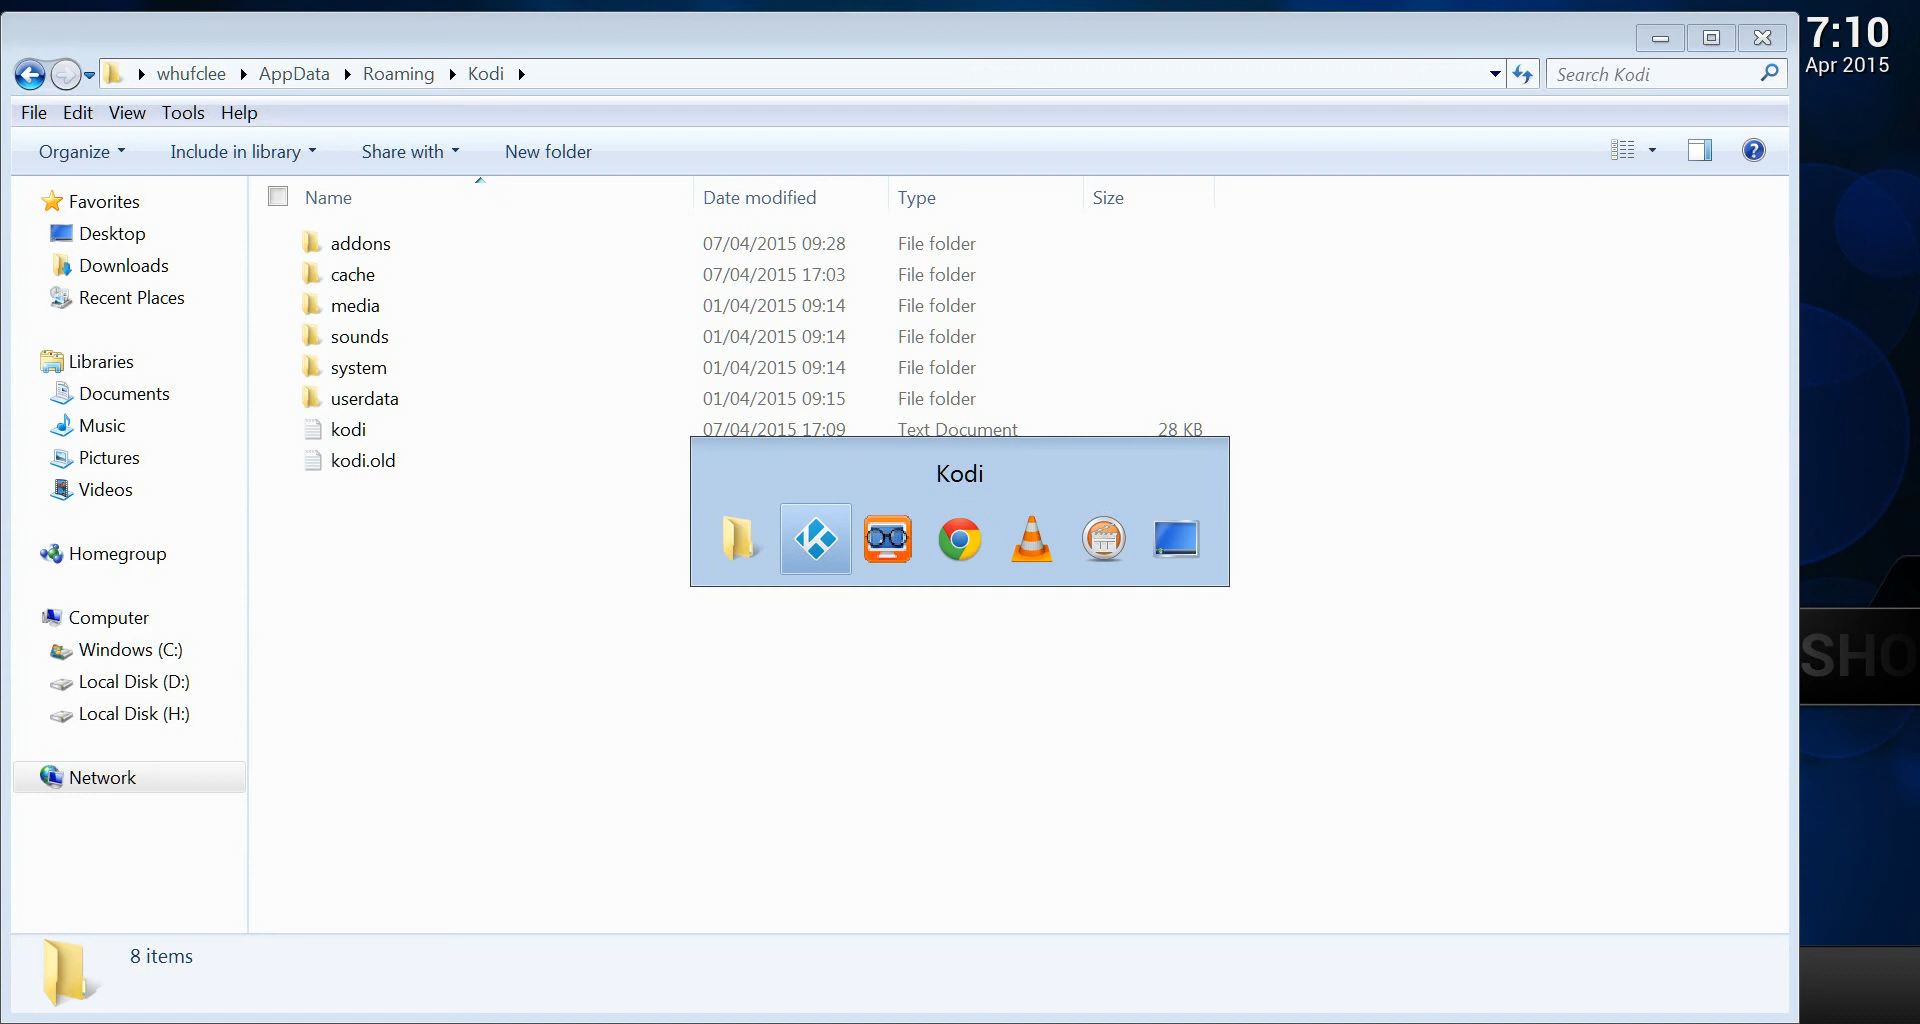 7:10
Apr 2015
whufclee AppData Roaming Kodi
Search Kodi
File Edit View Tools Help
Organize Include in library Share with New folder
Name Date modified Type Size
Favorites
Desktop
Downloads
Recent Places
Libraries
Documents
Music
Pictures
Videos
Homegroup
Computer
Windows (C:)
Local Disk (D:)
Local Disk (H:)
Network
addons 07/04/2015 09:28 File folder
cache 07/04/2015 17:03 File folder
media 01/04/2015 09:14 File folder
sounds 01/04/2015 09:14 File folder
system 01/04/2015 09:14 File folder
userdata 01/04/2015 09:15 File folder
kodi 07/04/2015 17:09 Text Document 28 KB
kodi.old
Kodi
SHO
8 items